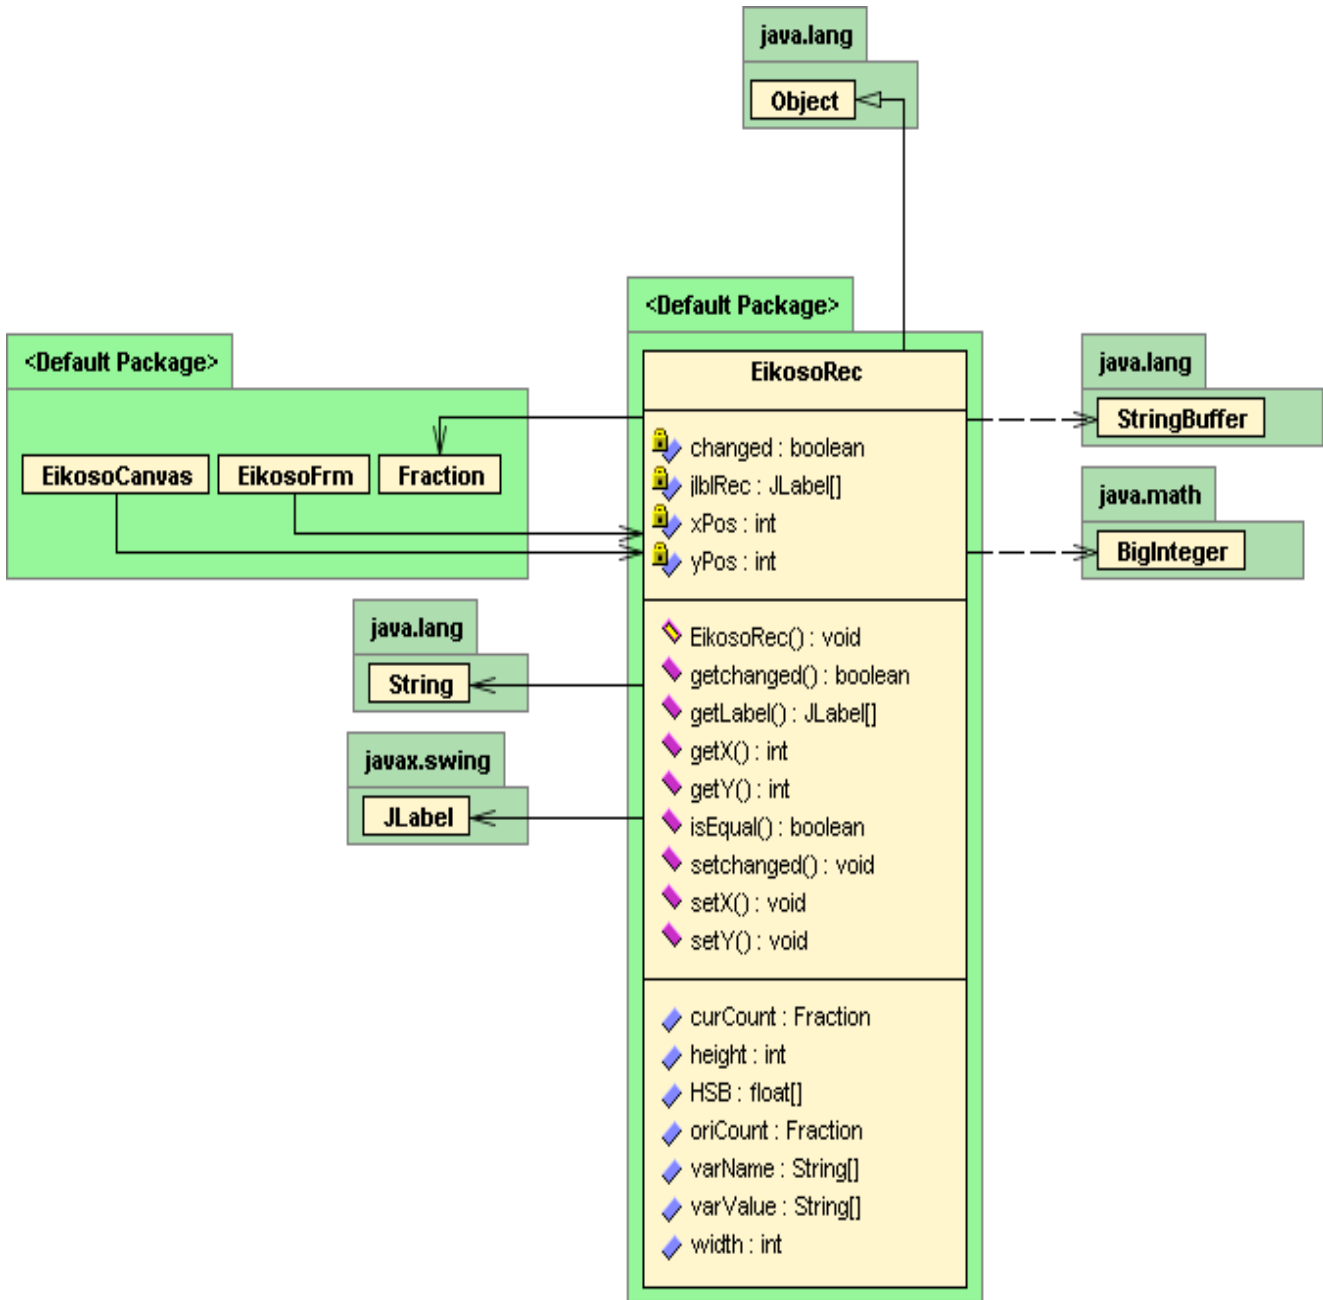 java.lang
Object
<Default Package>
EikosoRec
changed : boolean
jlblRec : JLabel[]
xPos : int
yPos : int
EikosoRec() : void
getchanged() : boolean
getLabel() : JLabel[]
getX() : int
getY() : int
isEqual() : boolean
setchanged() : void
setX() : void
setY() : void
curCount : Fraction
height : int
HSB : float[]
oriCount : Fraction
varName : String[]
varValue : String[]
width : int
<Default Package>
EikosoCanvas
EikosoFrm
Fraction
java.lang
StringBuffer
java.math
BigInteger
java.lang
String
javax.swing
JLabel